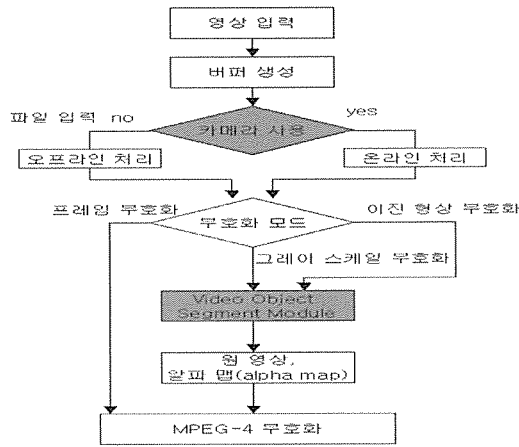 영상 입력
버퍼 생성
파일 입력 no
yes
카메라 사용
오프라인 처리
온라인 처리
프레임 부호화
이진 형상 부호화
부호화 모드
그레이 스케일 부호화
Video Object
Segment Module
원 영상,
알파 맵(alpha map)
MPEG-4 부호화